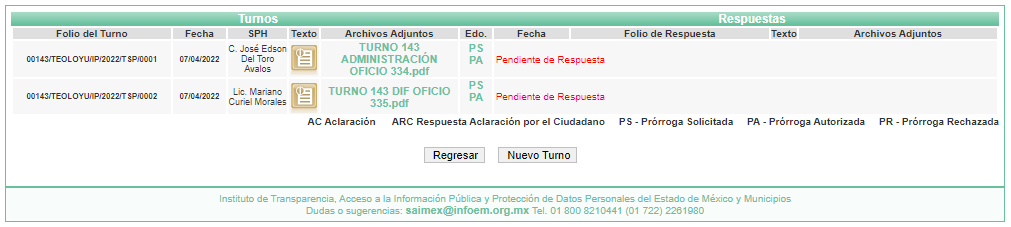 Turnos Respuestas
Folio del Turno Fecha SPH Texto Archivos Adjuntos Edo. Fecha Folio de Respuesta Texto Archivos Adjuntos
00143/TEOLOYU/IP/2022/TSP/0001 07/04/2022 C. José Edson Del Toro Avalos TURNO 143 ADMINISTRACIÓN OFICIO 334.pdf PS PA Pendiente de Respuesta
00143/TEOLOYU/IP/2022/TSP/0002 07/04/2022 Lic. Mariano Curiel Morales TURNO 143 DIF OFICIO 335.pdf PS PA Pendiente de Respuesta
AC Aclaración ARC Respuesta Aclaración por el Ciudadano PS - Prórroga Solicitada PA - Prórroga Autorizada PR - Prórroga Rechazada
Regresar Nuevo Turno
Instituto de Transparencia, Acceso a la Información Pública y Protección de Datos Personales del Estado de México y Municipios
Dudas o sugerencias: saimex@infoem.org.mx Tel. 01 800 8210441 (01 722) 2261980